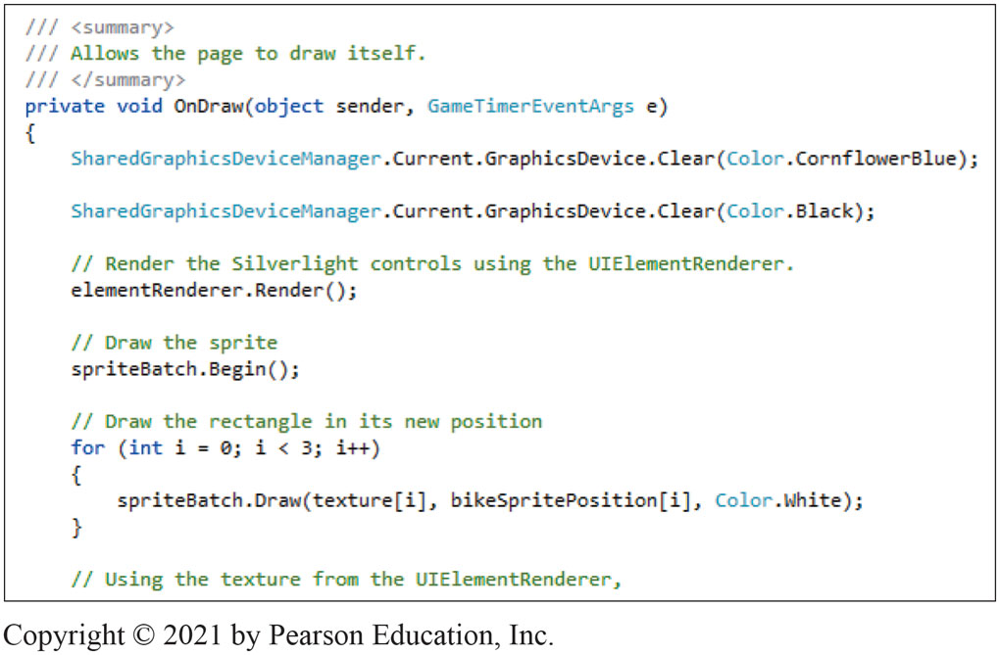 /// <summary>
/// Allows the page to draw itself.
/// </summary>
private void OnDraw(object sender, GameTimerEventArgs e)
{
    SharedGraphicsDeviceManager.Current.GraphicsDevice.Clear(Color.CornflowerBlue);
    SharedGraphicsDeviceManager.Current.GraphicsDevice.Clear(Color.Black);
    // Render the Silverlight controls using the UIElementRenderer.
    elementRenderer.Render();
    // Draw the sprite
    spriteBatch.Begin();
    // Draw the rectangle in its new position
    for (int i = 0; i < 3; i++)
    {
        spriteBatch.Draw(texture[i], bikeSpritePosition[i], Color.White);
    }
    // Using the texture from the UIElementRenderer,
Copyright © 2021 by Pearson Education, Inc.